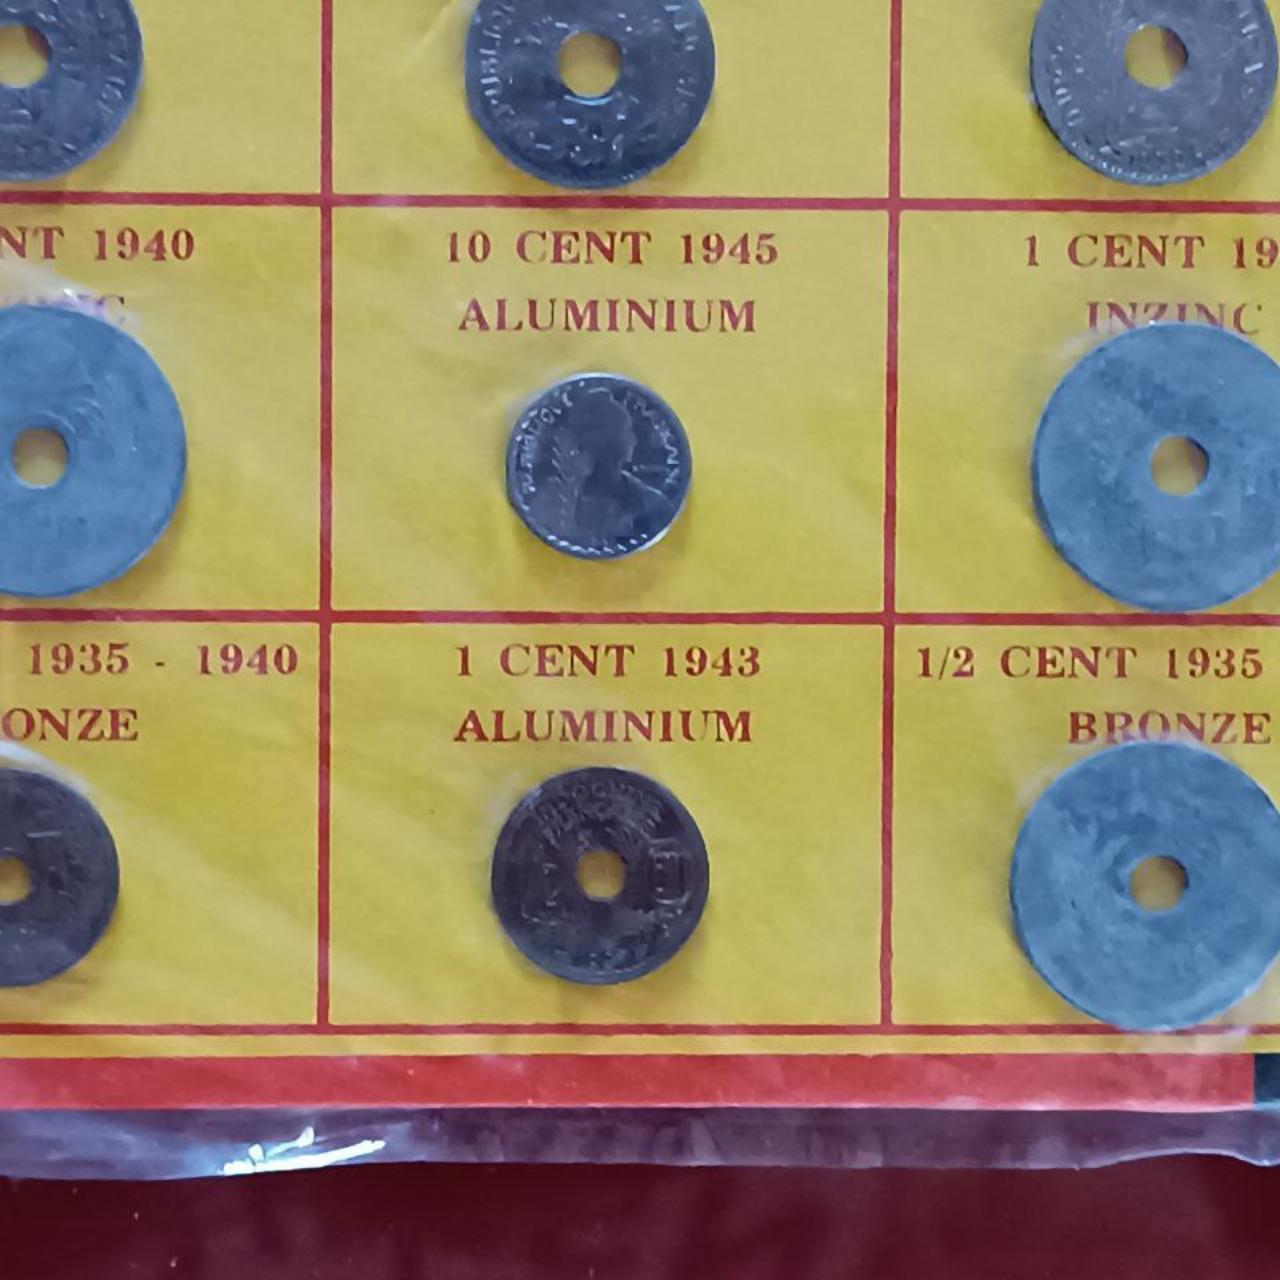 NT 1940
10 CENT 1945
1 CENT 19
ALUMINIUM
INZINC
1935 - 1940
1 CENT 1943
1/2 CENT 1935
ONZE
ALUMINIUM
BRONZE